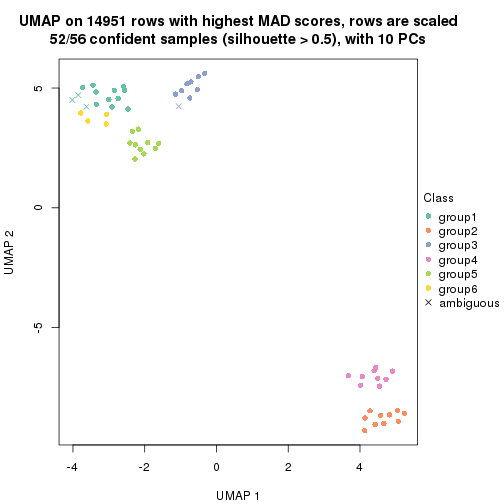 UMAP on 14951 rows with highest MAD scores, rows are scaled
52/56 confident samples (silhouette > 0.5), with 10 PCs
5
0
-5
UMAP 2
-4
-2
0
2
4
UMAP 1
Class
group1
group2
group3
group4
group5
group6
ambiguous